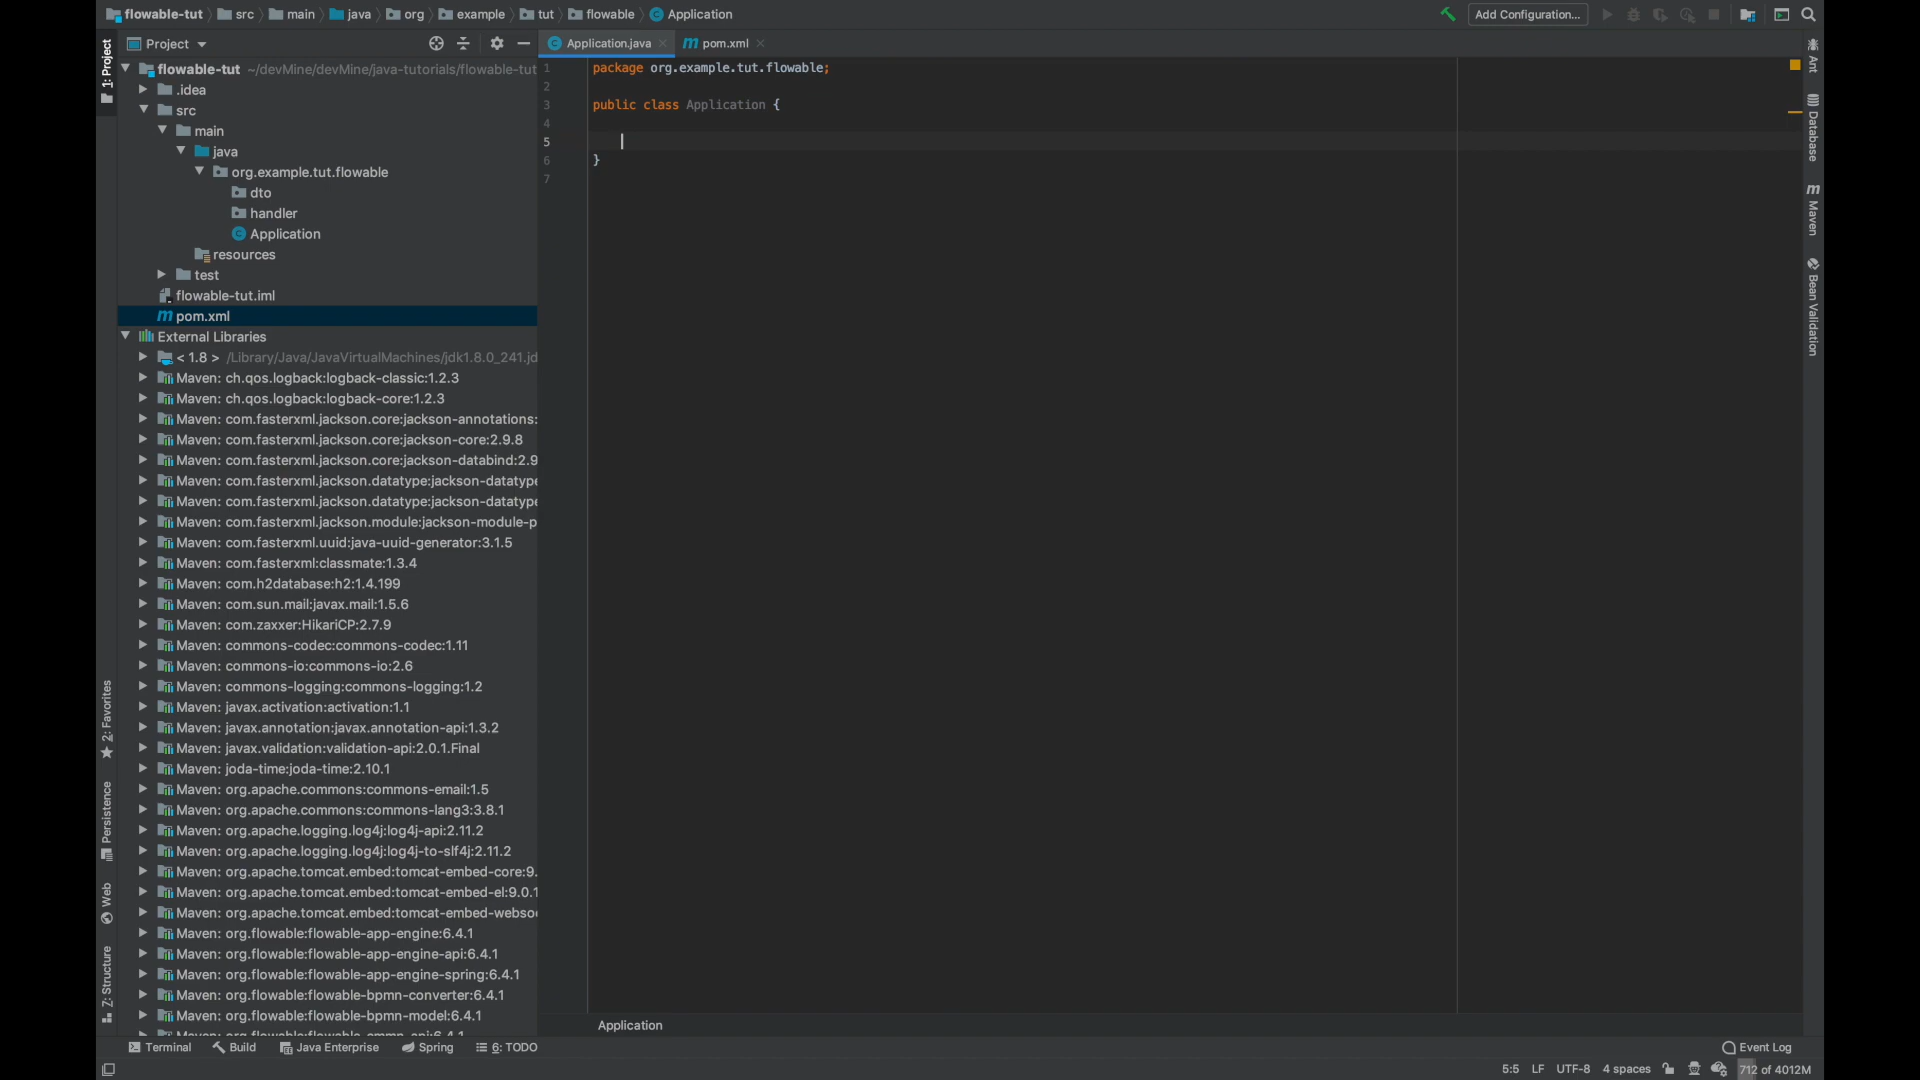 flowable-tut src main java org example tut flowable Application
Add Configuration...
1: Project
Project
Application.java
pom.xml
flowable-tut ~/devMine/devMine/java-tutorials/flowable-tut
.idea
src
main
java
org.example.tut.flowable
dto
handler
Application
resources
test
flowable-tut.iml
pom.xml
External Libraries
< 1.8 > /Library/Java/JavaVirtualMachines/jdk1.8.0_241.jd
Maven: ch.qos.logback:logback-classic:1.2.3
Maven: ch.qos.logback:logback-core:1.2.3
Maven: com.fasterxml.jackson.core:jackson-annotations:
Maven: com.fasterxml.jackson.core:jackson-core:2.9.8
Maven: com.fasterxml.jackson.core:jackson-databind:2.9
Maven: com.fasterxml.jackson.datatype:jackson-datatype
Maven: com.fasterxml.jackson.datatype:jackson-datatype
Maven: com.fasterxml.jackson.module:jackson-module-p
Maven: com.fasterxml.uuid:java-uuid-generator:3.1.5
Maven: com.fasterxml:classmate:1.3.4
Maven: com.h2database:h2:1.4.199
Maven: com.sun.mail:javax.mail:1.5.6
Maven: com.zaxxer:HikariCP:2.7.9
Maven: commons-codec:commons-codec:1.11
Maven: commons-io:commons-io:2.6
Maven: commons-logging:commons-logging:1.2
Maven: javax.activation:activation:1.1
Maven: javax.annotation:javax.annotation-api:1.3.2
Maven: javax.validation:validation-api:2.0.1.Final
Maven: joda-time:joda-time:2.10.1
Maven: org.apache.commons:commons-email:1.5
Maven: org.apache.commons:commons-lang3:3.8.1
Maven: org.apache.logging.log4j:log4j-api:2.11.2
Maven: org.apache.logging.log4j:log4j-to-slf4j:2.11.2
Maven: org.apache.tomcat.embed:tomcat-embed-core:9.
Maven: org.apache.tomcat.embed:tomcat-embed-el:9.0.1
Maven: org.apache.tomcat.embed:tomcat-embed-webso
Maven: org.flowable:flowable-app-engine:6.4.1
Maven: org.flowable:flowable-app-engine-api:6.4.1
Maven: org.flowable:flowable-app-engine-spring:6.4.1
Maven: org.flowable:flowable-bpmn-converter:6.4.1
Maven: org.flowable:flowable-bpmn-model:6.4.1
2: Favorites
Persistence
Web
7: Structure
1 package org.example.tut.flowable;
2
3 public class Application {
4
5
6 }
7
Application
Ant
Database
Maven
Bean Validation
Terminal Build Java Enterprise Spring 6: TODO
Event Log
5:5 LF UTF-8 4 spaces 712 of 4012M